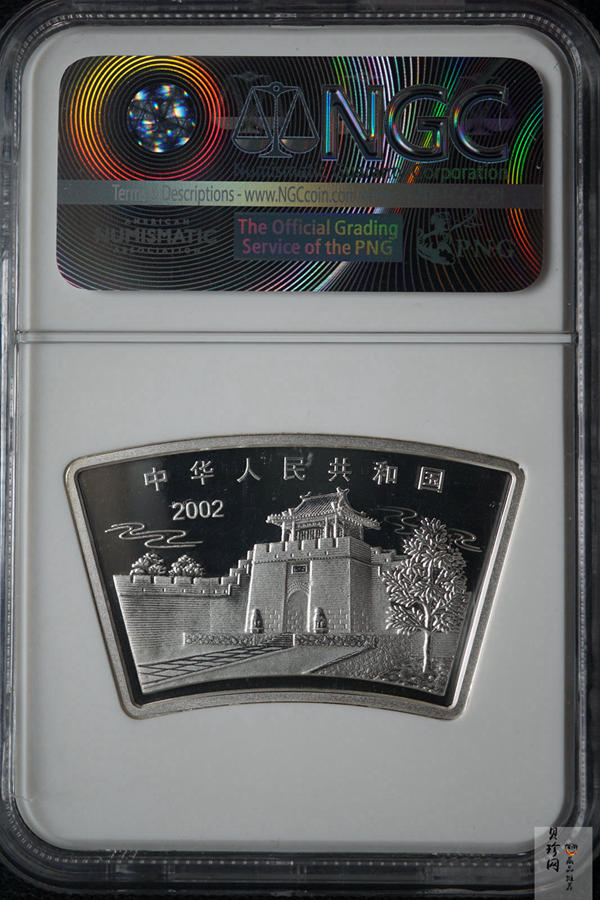 NGC
Corporation
Terms & Descriptions - www.NGCcoin.com
AMERICAN
NUMISMATIC
ASSOCIATION
The Official Grading
Service of the PNG
PNG
中华人民共和国
2002
贝珍网